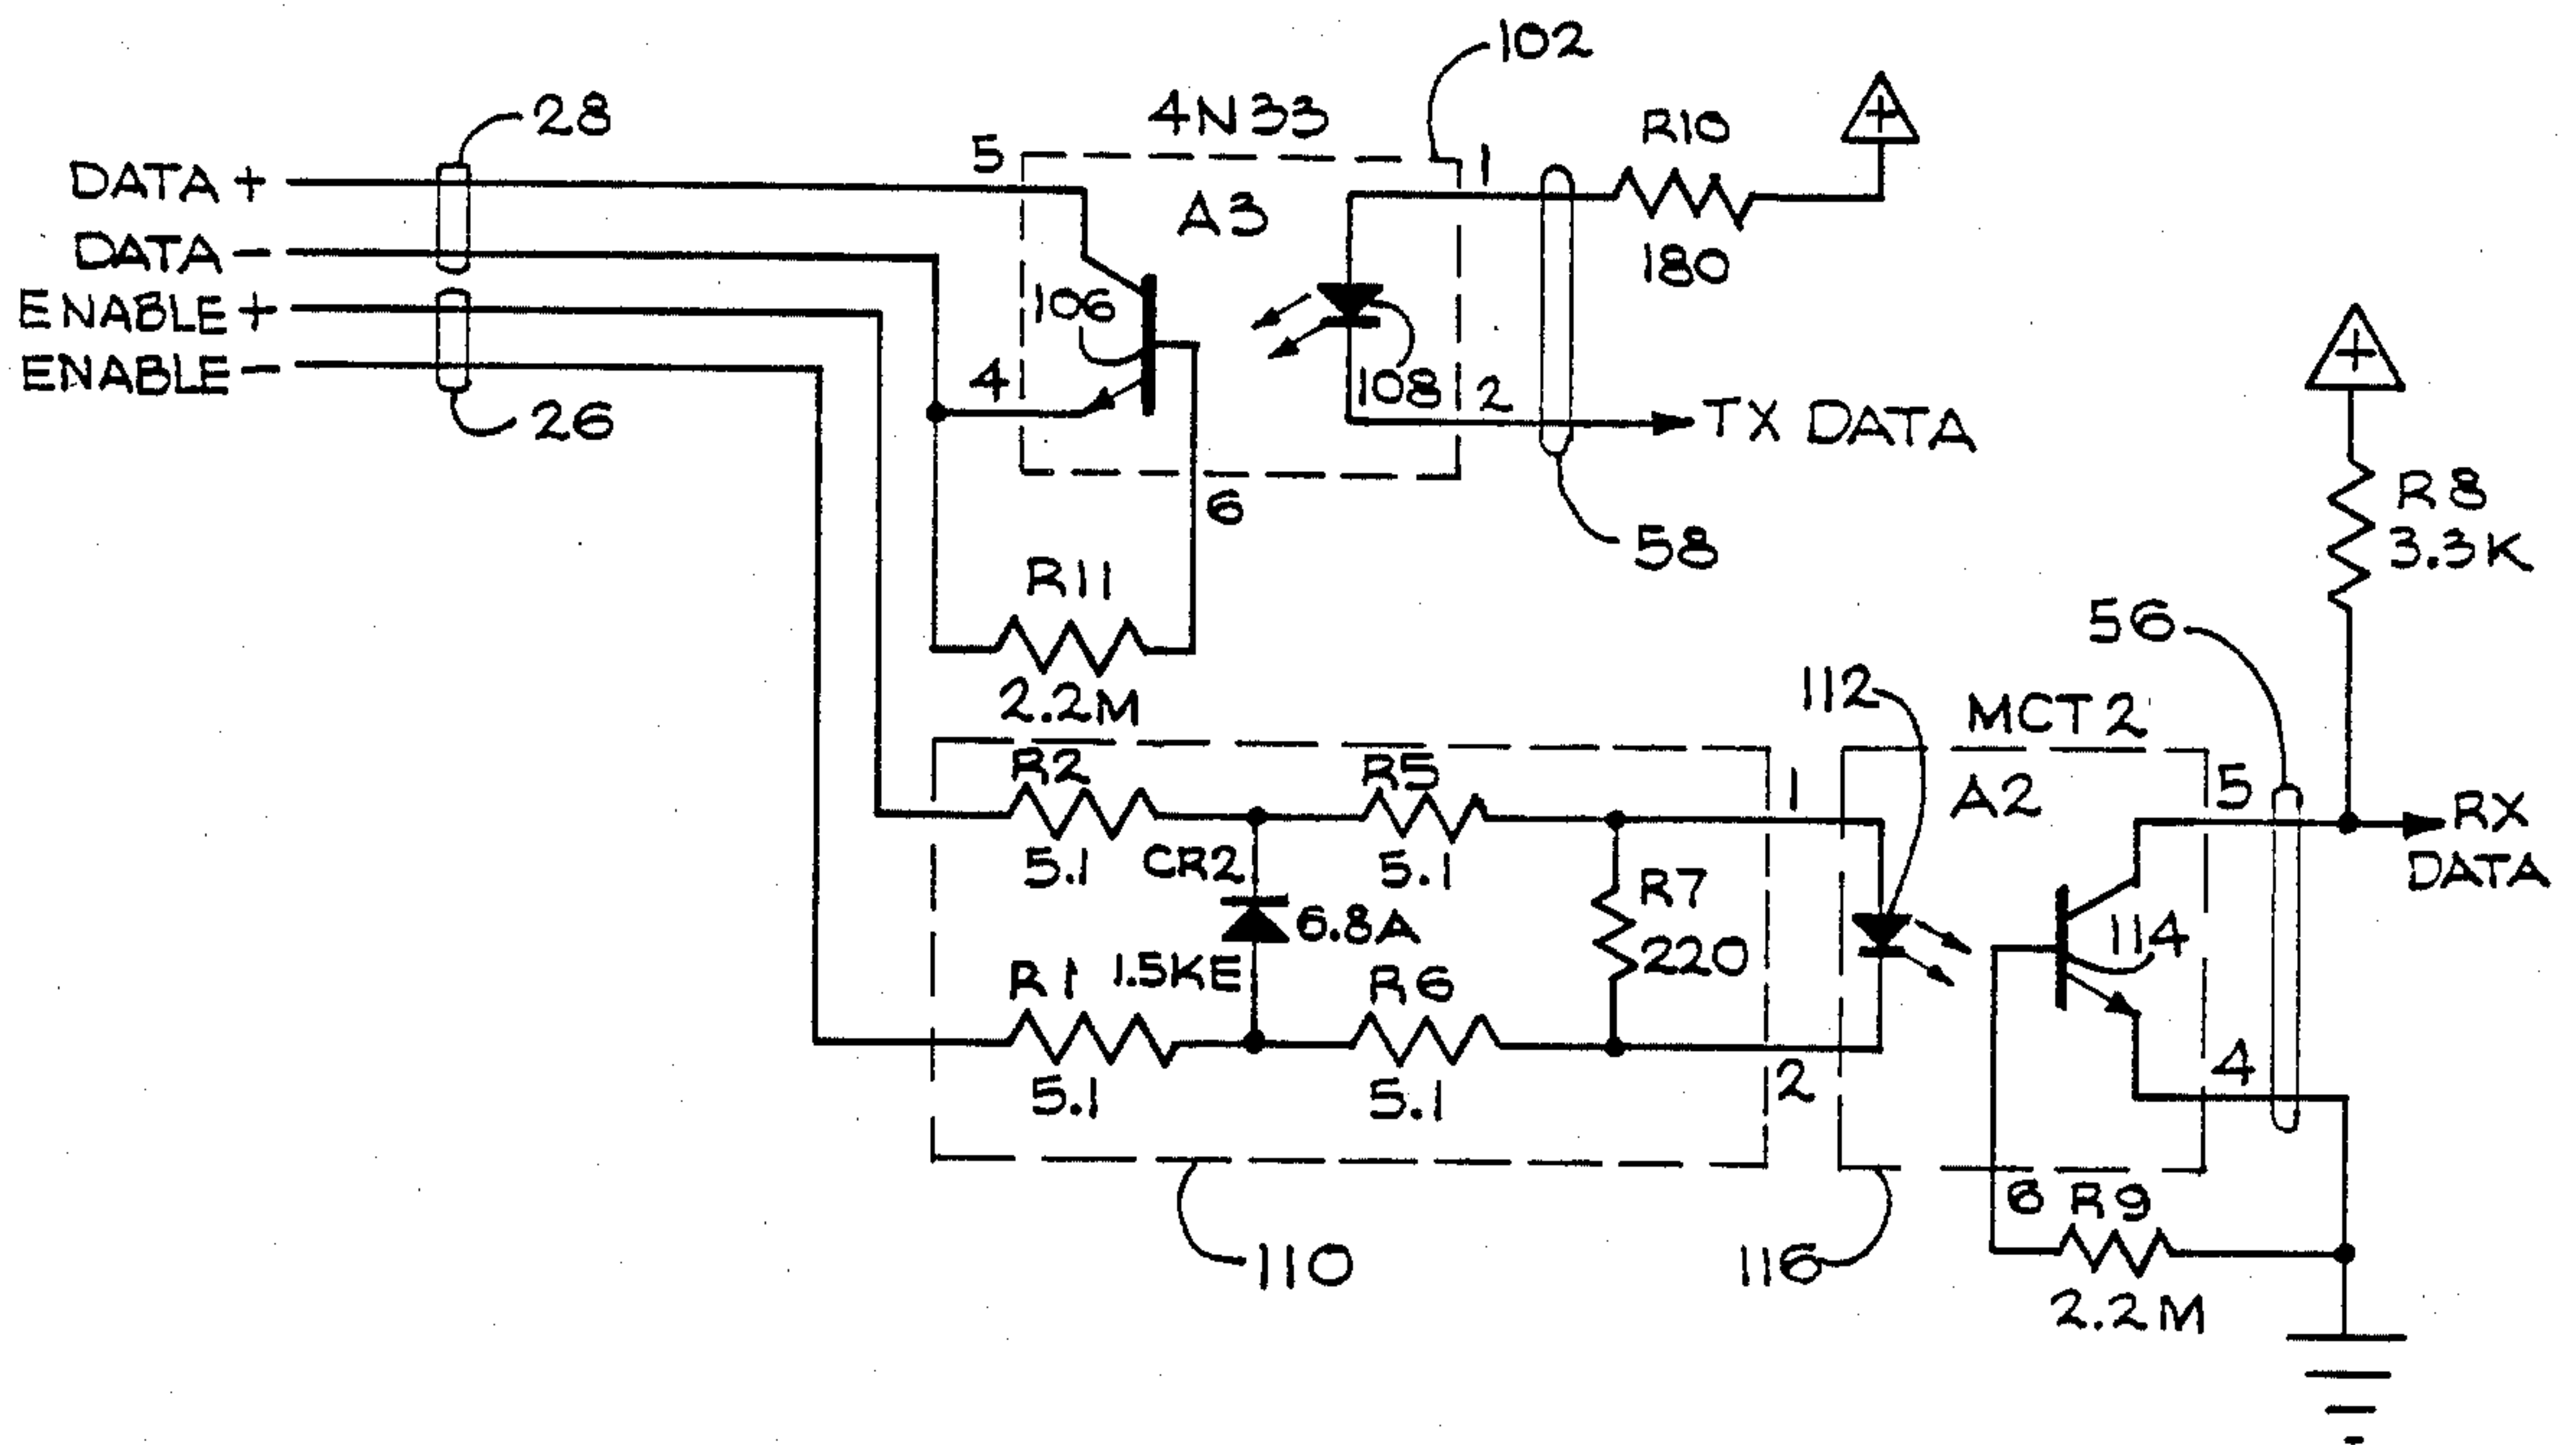 102
28
4N33
R10
DATA +
5
1
A3
180
DATA -
ENABLE +
106
ENABLE -
4
108
2
TX DATA
26
6
58
R8
3.3K
R11
2.2M
56
112
MCT2
R2
R5
1
A2
5
RX
DATA
5.1
CR2
5.1
R7
220
6.8A
114
R1
1.5KE
R6
5.1
5.1
2
4
6
R9
110
116
2.2M